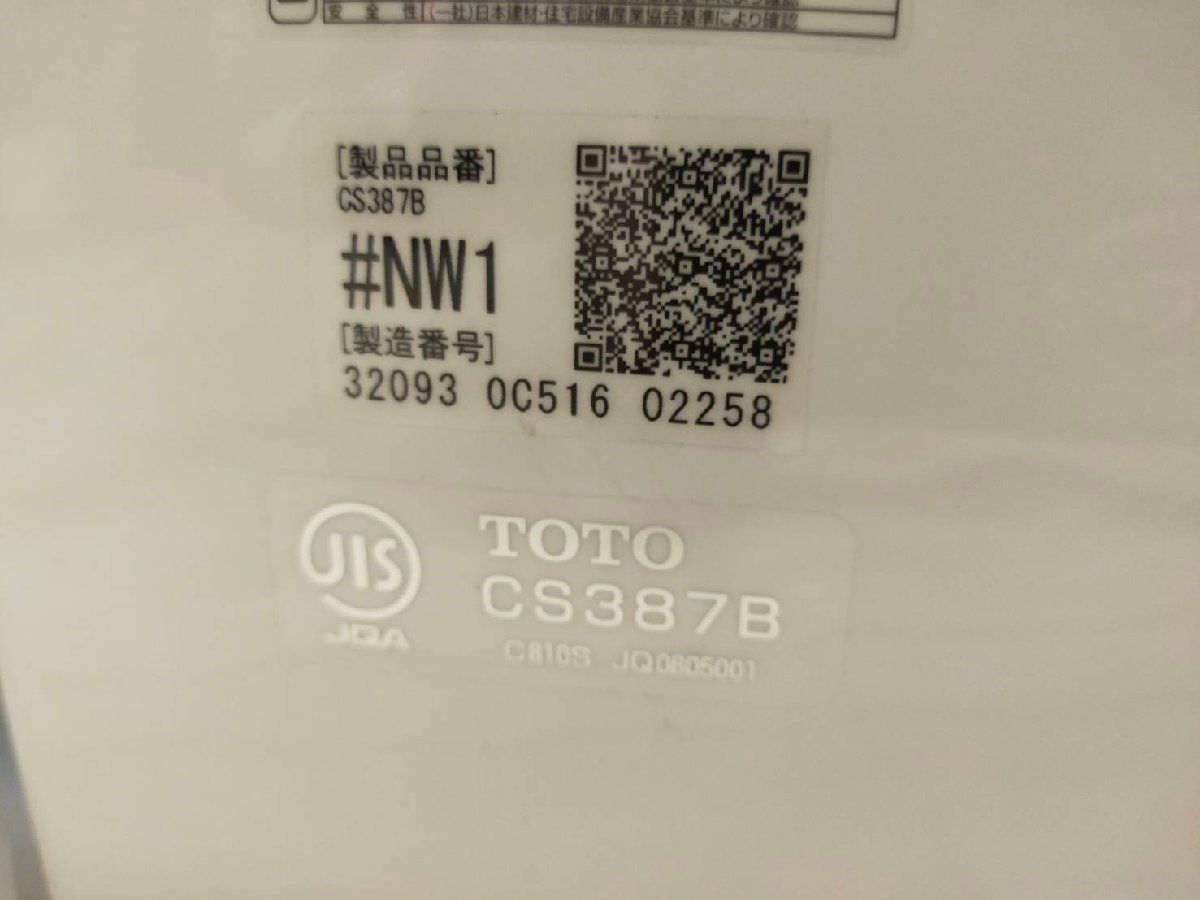 安 全 性 (一社)日本建材・住宅設備産業協会基準により確認
[製品品番]
CS387B
#NW1
[製造番号]
32093 0C516 02258
JIS
JQA
TOTO
CS387B
C810S JQ0805001